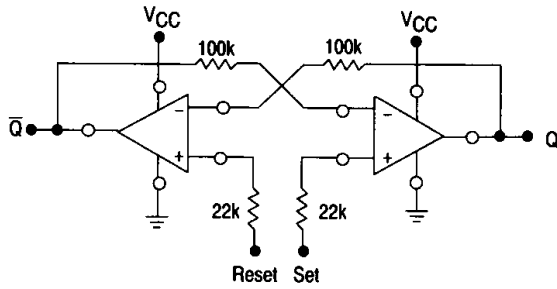 VCC
VCC
100k
100k
Q̅
−
−
Q
+
+
22k
22k
Reset
Set